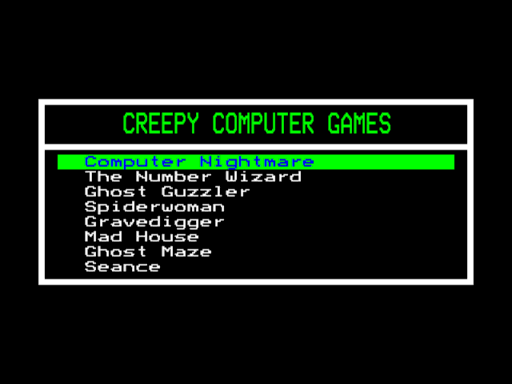 CREEPY COMPUTER GAMES
Computer Nightmare
The Number Wizard
Ghost Guzzler
Spiderwoman
Gravedigger
Mad House
Ghost Maze
Seance